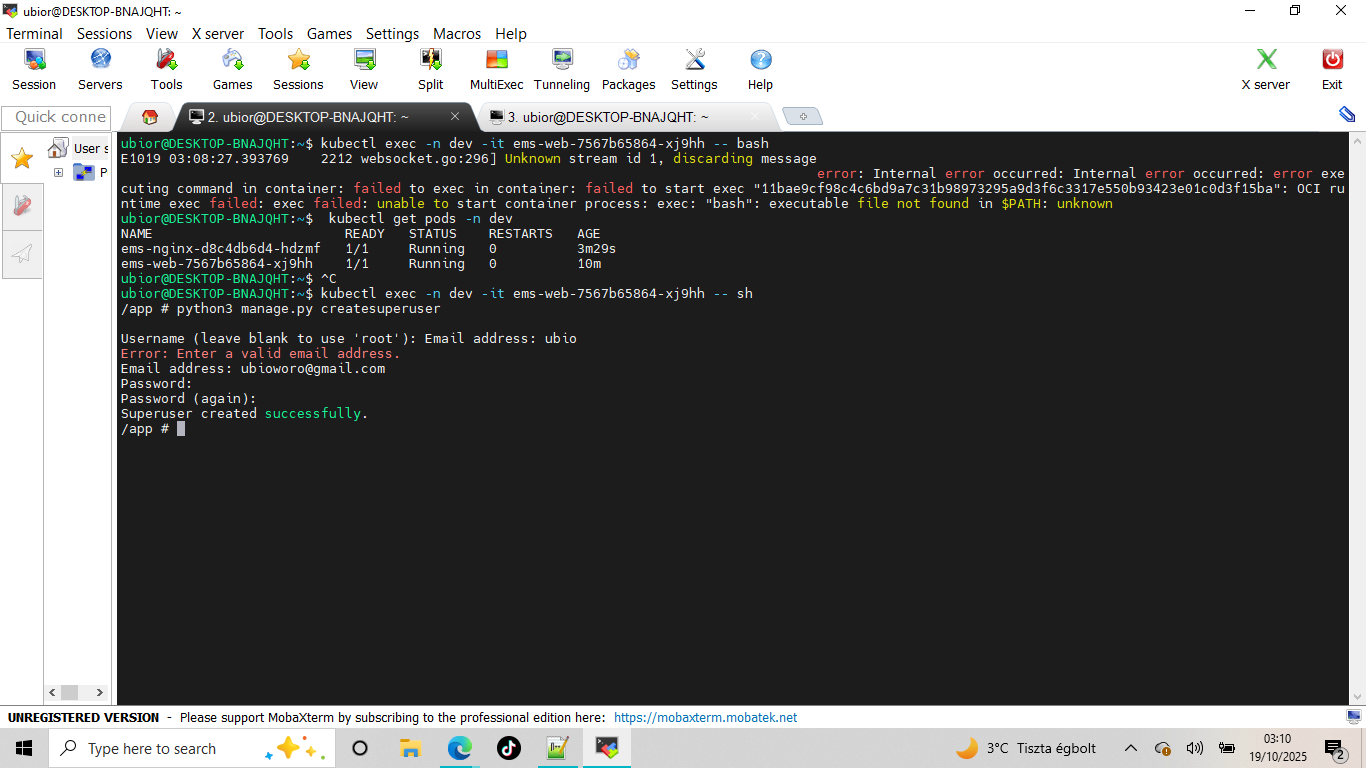 ubior@DESKTOP-BNAJQHT: ~
Terminal Sessions View X server Tools Games Settings Macros Help
Session Servers Tools Games Sessions View Split MultiExec Tunneling Packages Settings Help X server Exit
Quick conne
2. ubior@DESKTOP-BNAJQHT: ~
3. ubior@DESKTOP-BNAJQHT: ~
User s
P
ubior@DESKTOP-BNAJQHT:~$ kubectl exec -n dev -it ems-web-7567b65864-xj9hh -- bash
E1019 03:08:27.393769    2212 websocket.go:296] Unknown stream id 1, discarding message
error: Internal error occurred: Internal error occurred: error exe
cuting command in container: failed to exec in container: failed to start exec "11bae9cf98c4c6bd9a7c31b98973295a9d3f6c3317e550b93423e01c0d3f15ba": OCI ru
ntime exec failed: exec failed: unable to start container process: exec: "bash": executable file not found in $PATH: unknown
ubior@DESKTOP-BNAJQHT:~$  kubectl get pods -n dev
NAME                        READY   STATUS    RESTARTS   AGE
ems-nginx-d8c4db6d4-hdzmf   1/1     Running   0          3m29s
ems-web-7567b65864-xj9hh    1/1     Running   0          10m
ubior@DESKTOP-BNAJQHT:~$ ^C
ubior@DESKTOP-BNAJQHT:~$ kubectl exec -n dev -it ems-web-7567b65864-xj9hh -- sh
/app # python3 manage.py createsuperuser
Username (leave blank to use 'root'): Email address: ubio
Error: Enter a valid email address.
Email address: ubioworo@gmail.com
Password:
Password (again):
Superuser created successfully.
/app #
UNREGISTERED VERSION - Please support MobaXterm by subscribing to the professional edition here: https://mobaxterm.mobatek.net
Type here to search
3°C Tiszta égbolt
03:10
19/10/2025
2